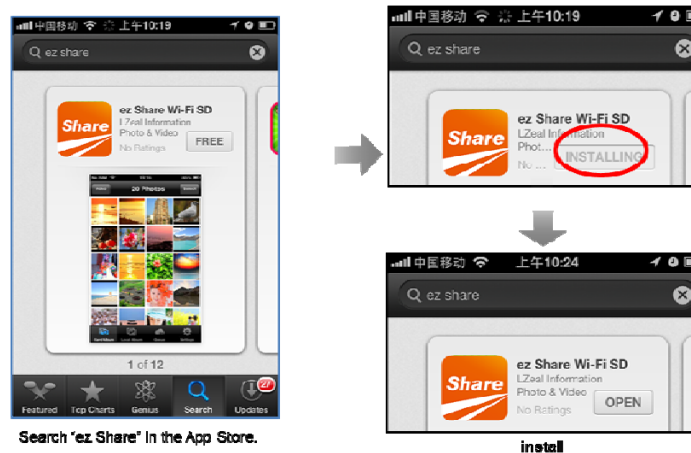 中国移动 上午10:19
ez share
Share
ez Share Wi-Fi SD
LZeal Information
Photo & Video
No Ratings
FREE
20 Photos
1 of 12
Featured Top Charts Genius Search Updates
27
Search "ez Share" in the App Store.
中国移动 上午10:19
ez share
Share
ez Share Wi-Fi SD
LZeal Information
Phot...
No ...
INSTALLING
中国移动 上午10:24
ez share
Share
ez Share Wi-Fi SD
LZeal Information
Photo & Video
No Ratings
OPEN
install